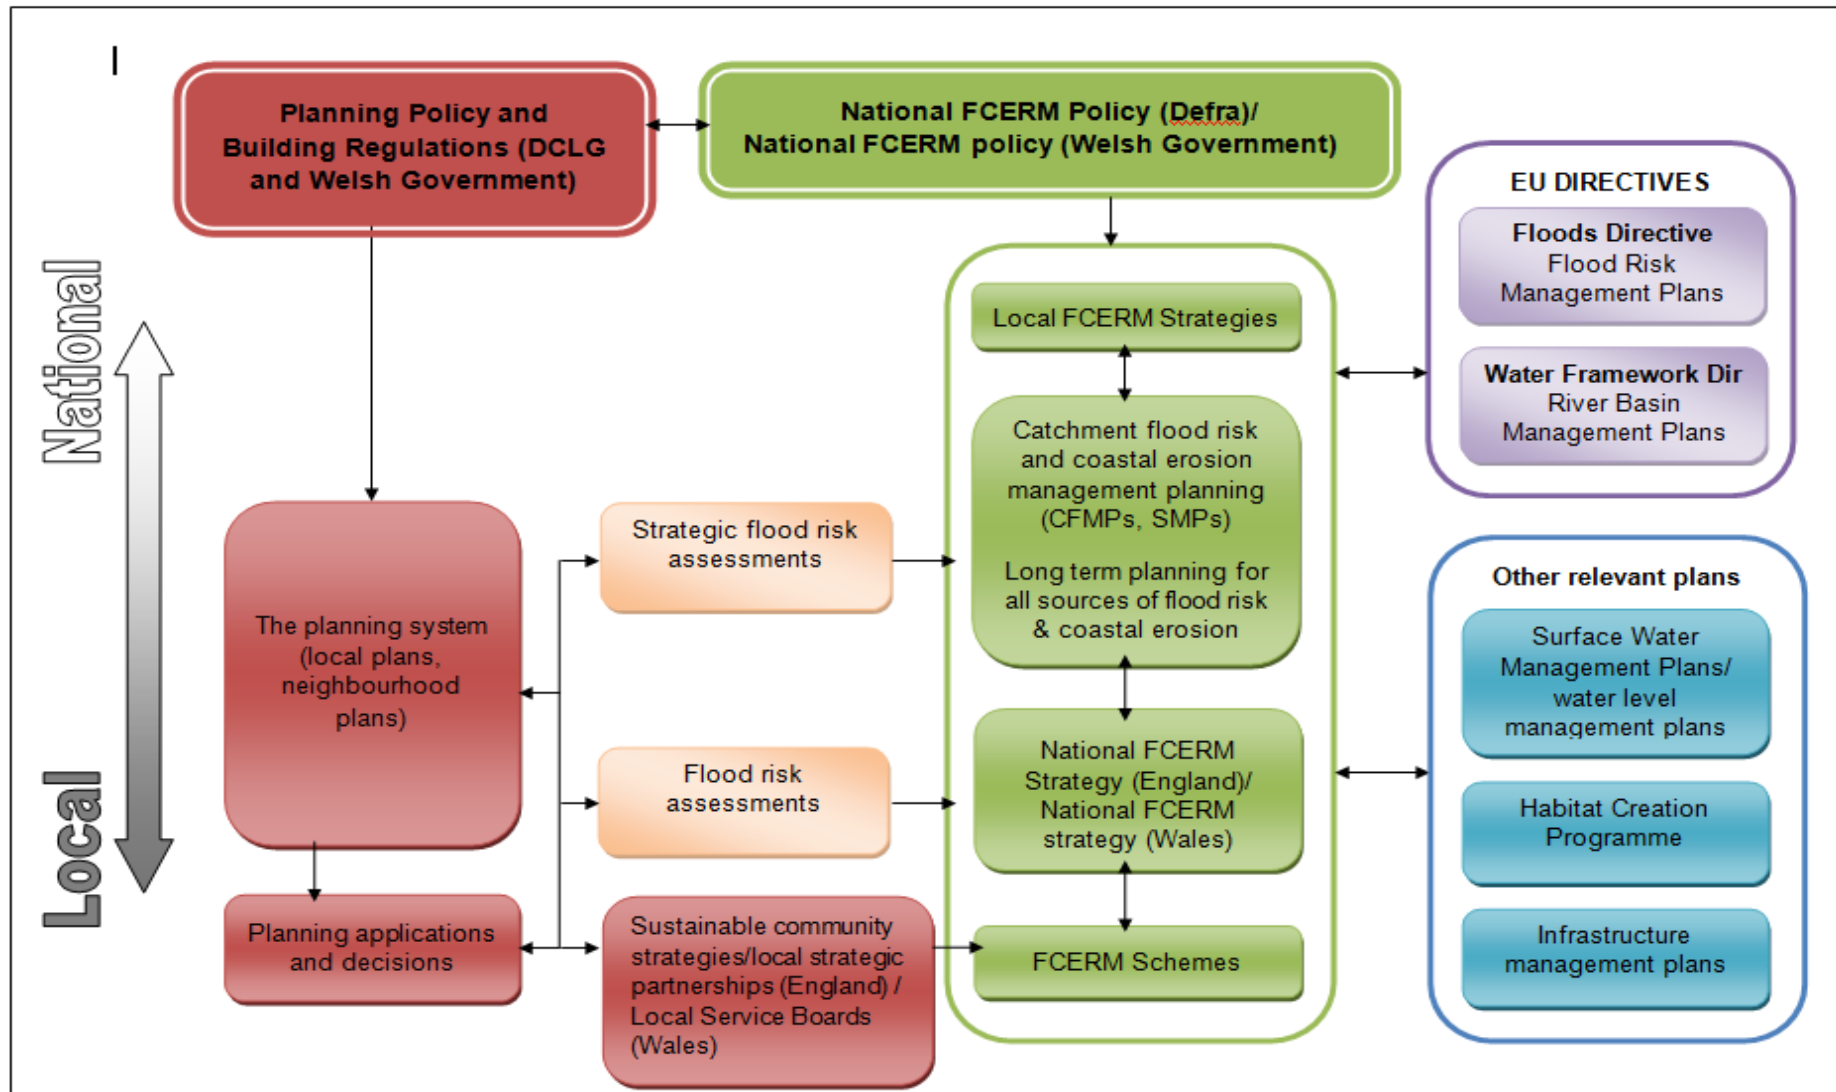 Planning Policy and
Building Regulations (DCLG
and Welsh Government)
National FCERM Policy (Defra)/
National FCERM policy (Welsh Government)
EU DIRECTIVES
Floods Directive
Flood Risk
Management Plans
Water Framework Dir
River Basin
Management Plans
National
Local
Local FCERM Strategies
Catchment flood risk
and coastal erosion
management planning
(CFMPs, SMPs)
Long term planning for
all sources of flood risk
& coastal erosion
Strategic flood risk
assessments
The planning system
(local plans,
neighbourhood
plans)
Flood risk
assessments
National FCERM
Strategy (England)/
National FCERM
strategy (Wales)
Planning applications
and decisions
Sustainable community
strategies/local strategic
partnerships (England) /
Local Service Boards
(Wales)
FCERM Schemes
Other relevant plans
Surface Water
Management Plans/
water level
management plans
Habitat Creation
Programme
Infrastructure
management plans